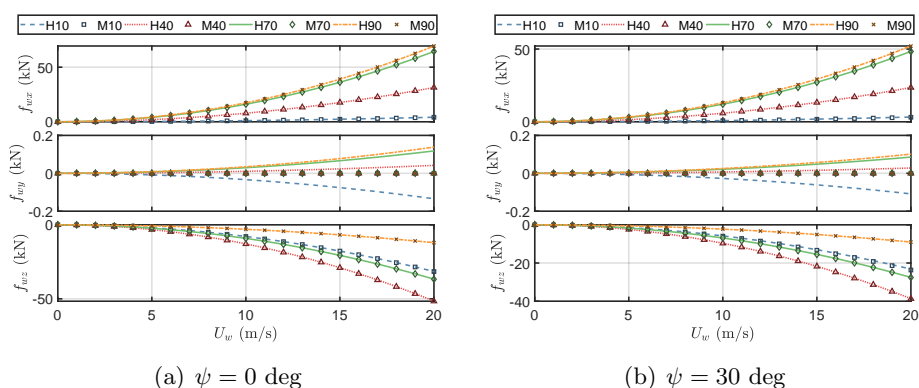 H10 M10 H40 M40 H70 M70 H90 M90
50
0
f_wx (kN)
0.2
0
-0.2
f_wy (kN)
0
-50
f_wz (kN)
0 5 10 15 20
U_w (m/s)
(a) ψ = 0 deg
H10 M10 H40 M40 H70 M70 H90 M90
50
0
f_wx (kN)
0.2
0
-0.2
f_wy (kN)
0
-20
-40
f_wz (kN)
0 5 10 15 20
U_w (m/s)
(b) ψ = 30 deg